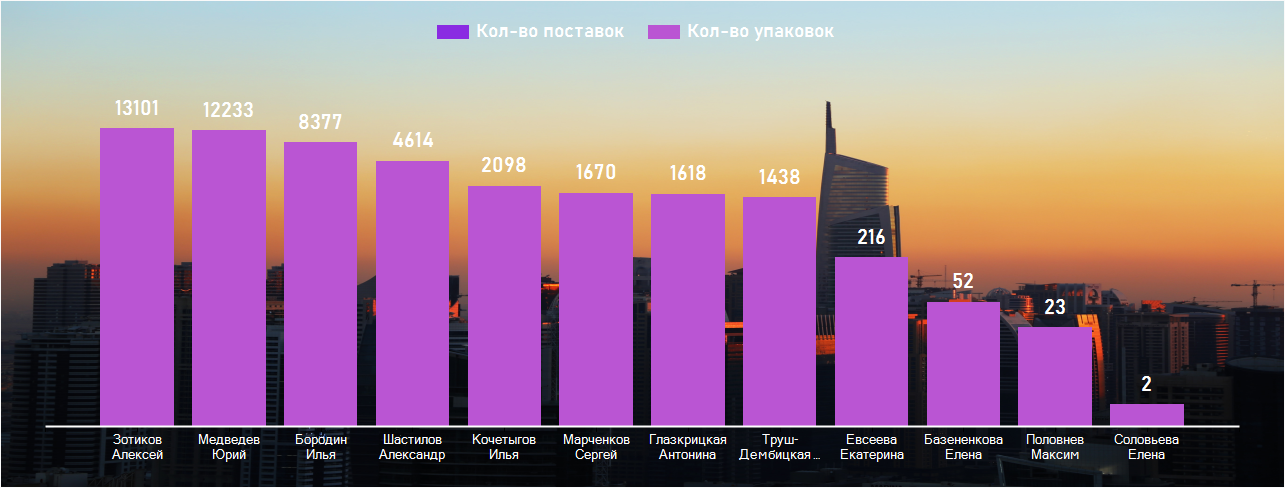 Кол-во поставок Кол-во упаковок
13101
12233
8377
4614
2098
1670
1618
1438
216
52
23
2
Зотиков
Алексей
Медведев
Юрий
Бородин
Илья
Шастилов
Александр
Кочетыгов
Илья
Марченков
Сергей
Глазкрицкая
Антонина
Труш-
Дембицкая...
Евсеева
Екатерина
Базененкова
Елена
Половнев
Максим
Соловьева
Елена